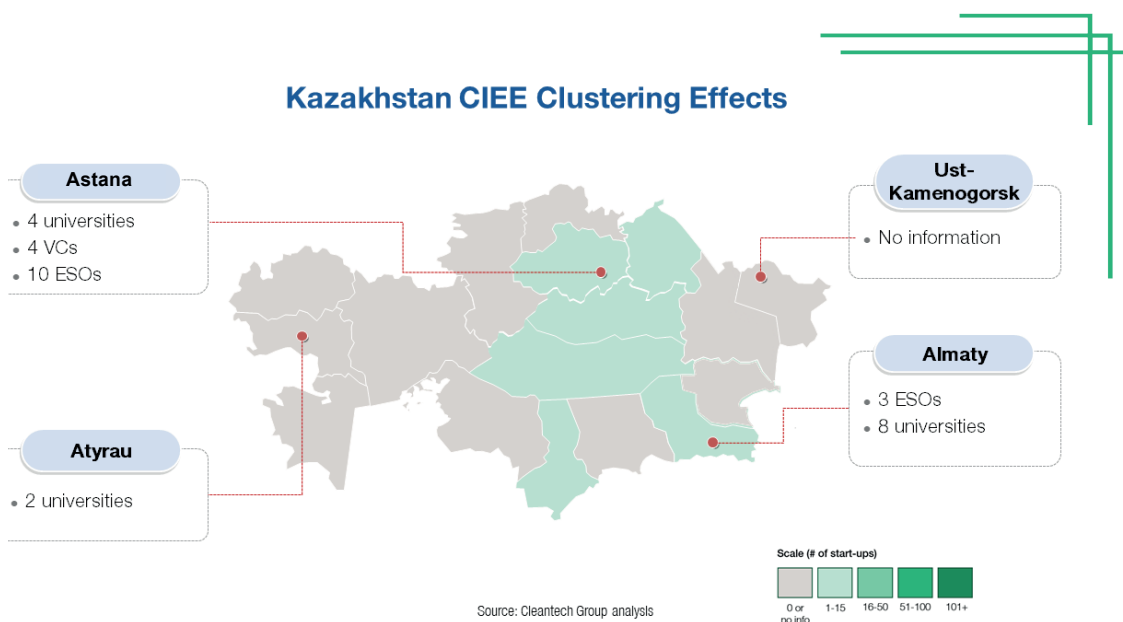 Kazakhstan CIEE Clustering Effects
Astana
• 4 universities
• 4 VCs
• 10 ESOs
Ust-
Kamenogorsk
• No information
Almaty
• 3 ESOs
• 8 universities
Atyrau
• 2 universities
Scale (# of start-ups)
0 or
no info
1-15
16-50
51-100
101+
Source: Cleantech Group analysis